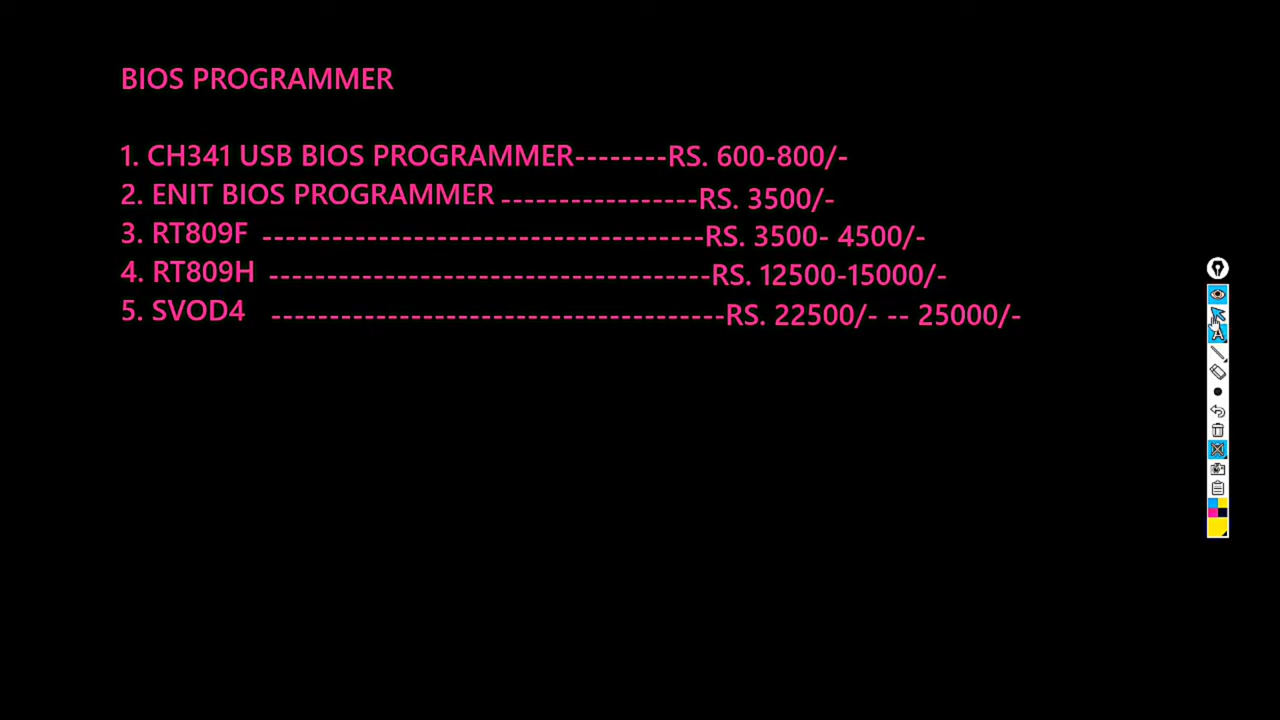 BIOS PROGRAMMER
1. CH341 USB BIOS PROGRAMMER--------RS. 600-800/-
2. ENIT BIOS PROGRAMMER -----------------RS. 3500/-
3. RT809F --------------------------------------RS. 3500- 4500/-
4. RT809H --------------------------------------RS. 12500-15000/-
5. SVOD4 ---------------------------------------RS. 22500/- -- 25000/-
A